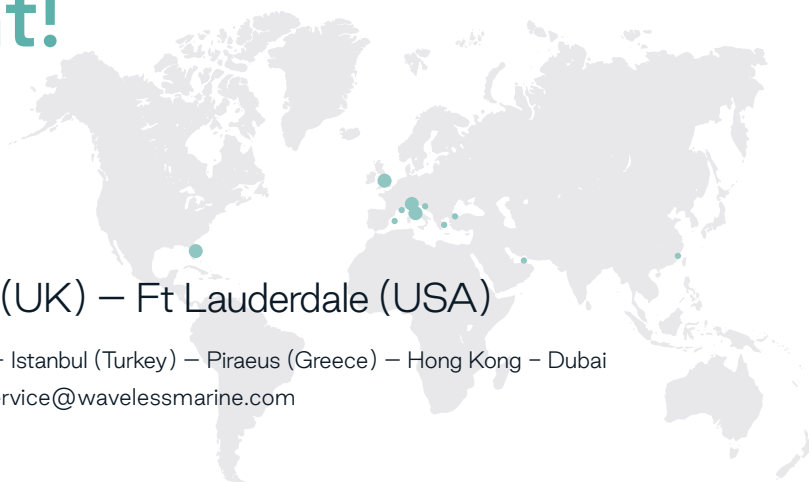 t!
(UK) – Ft Lauderdale (USA)
– Istanbul (Turkey) – Piraeus (Greece) – Hong Kong – Dubai
rvice@wavelessmarine.com